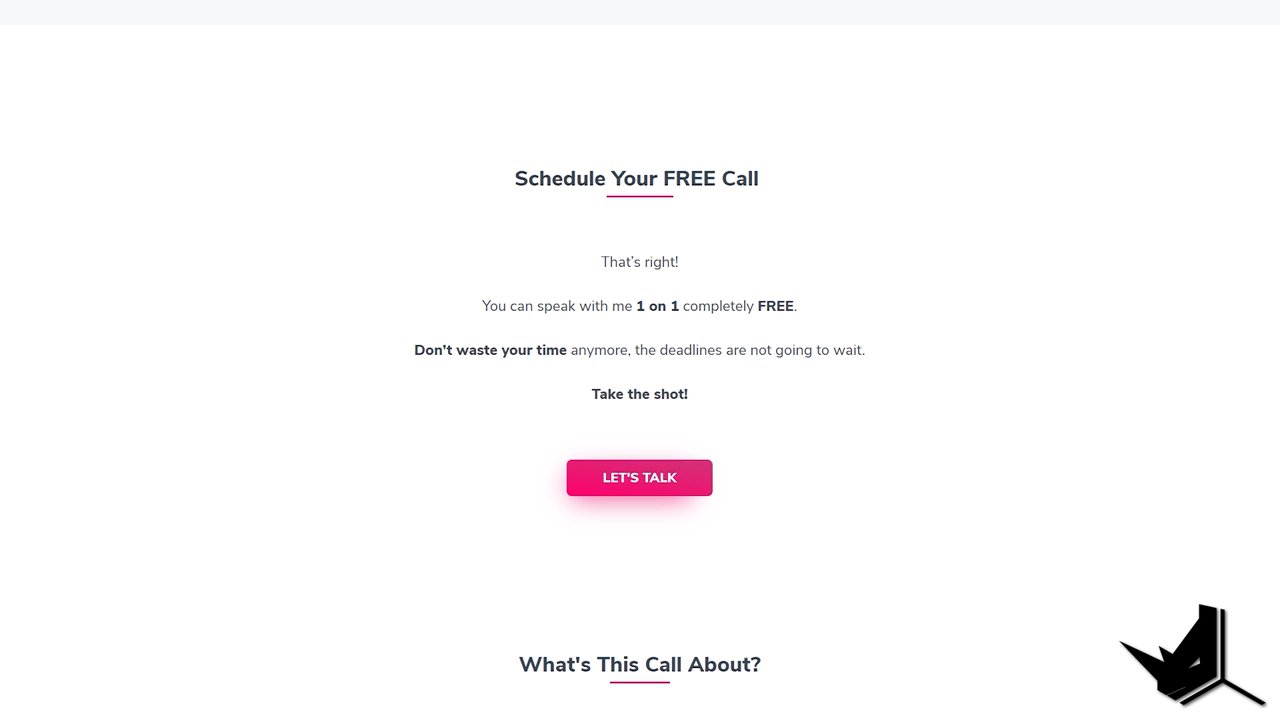 Schedule Your FREE Call
That's right!
You can speak with me 1 on 1 completely FREE.
Don't waste your time anymore, the deadlines are not going to wait.
Take the shot!
LET'S TALK
What's This Call About?